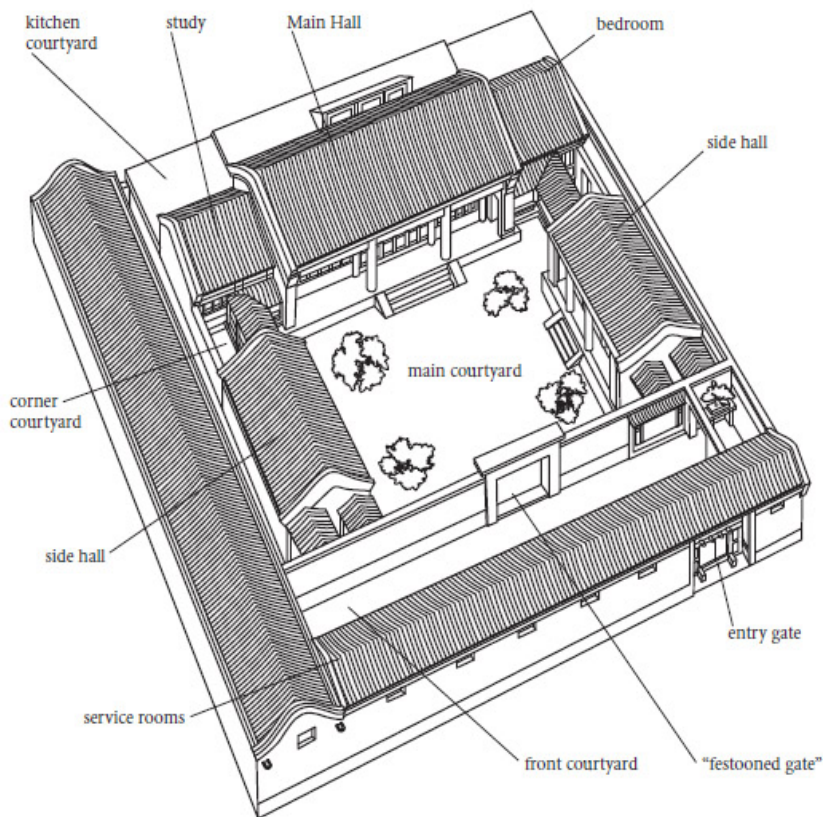 kitchen
courtyard
study
Main Hall
bedroom
side hall
main courtyard
corner
courtyard
side hall
entry gate
service rooms
front courtyard
“festooned gate”